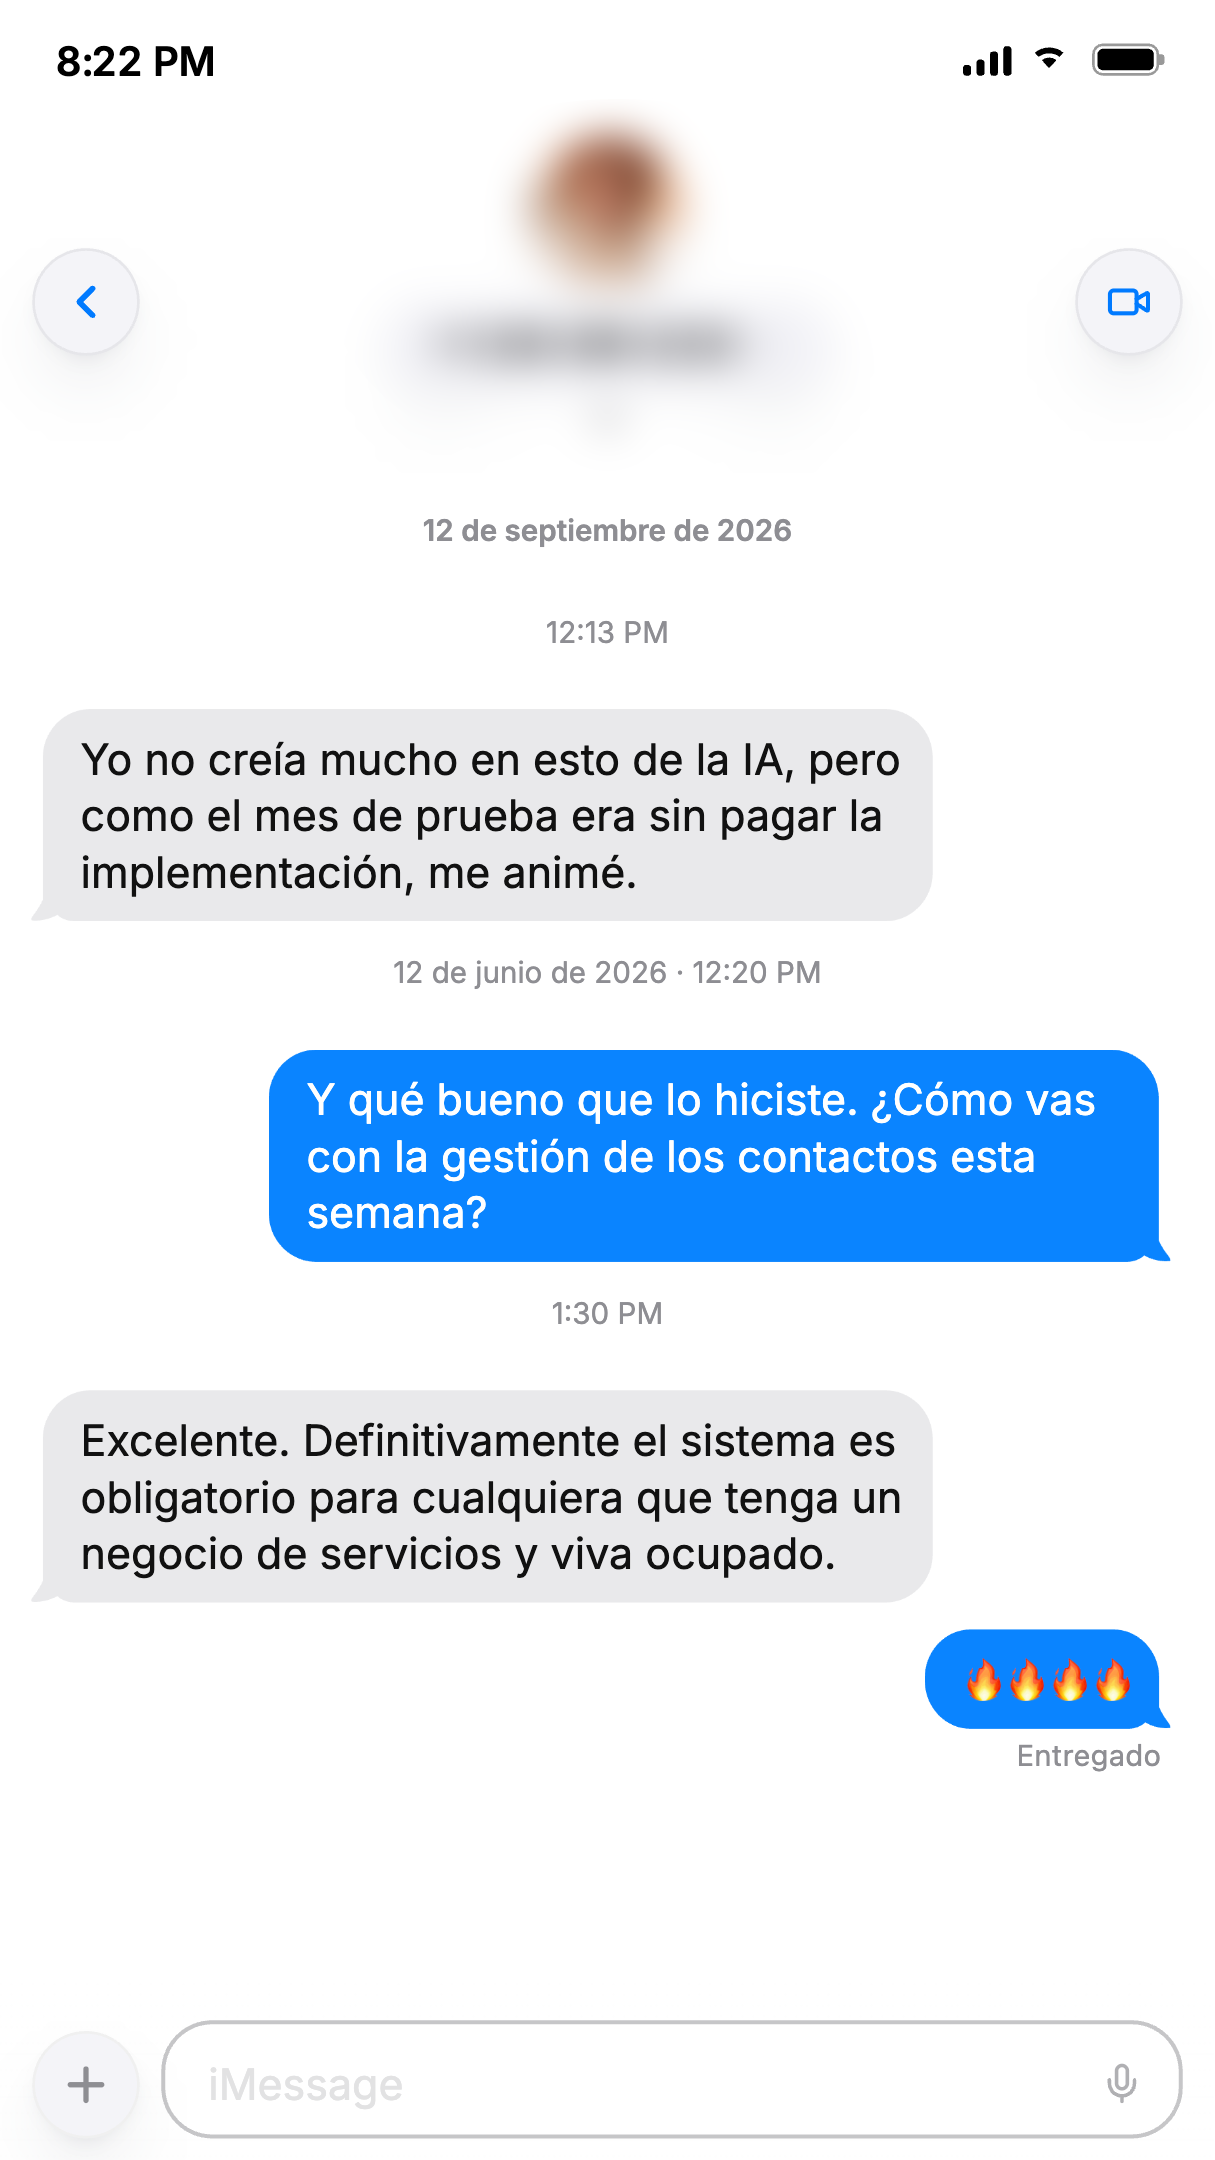 8:22 PM
12 de septiembre de 2026
12:13 PM
Yo no creía mucho en esto de la IA, pero
como el mes de prueba era sin pagar la
implementación, me animé.
12 de junio de 2026 · 12:20 PM
Y qué bueno que lo hiciste. ¿Cómo vas
con la gestión de los contactos esta
semana?
1:30 PM
Excelente. Definitivamente el sistema es
obligatorio para cualquiera que tenga un
negocio de servicios y viva ocupado.
🔥🔥🔥🔥
Entregado
iMessage